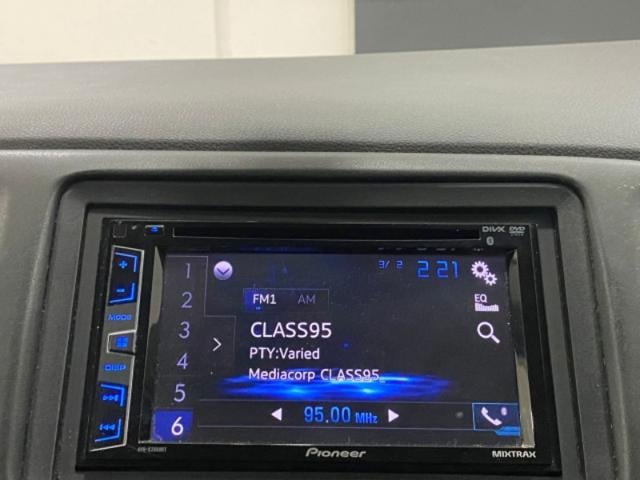 DIVX DVD
3/2 2:21
1
2
3
4
5
6
MODE
DISP
FM1 AM
EQ
CLASS95
PTY:Varied
Mediacorp CLASS95
95.00 MHz
Pioneer
MIXTRAX